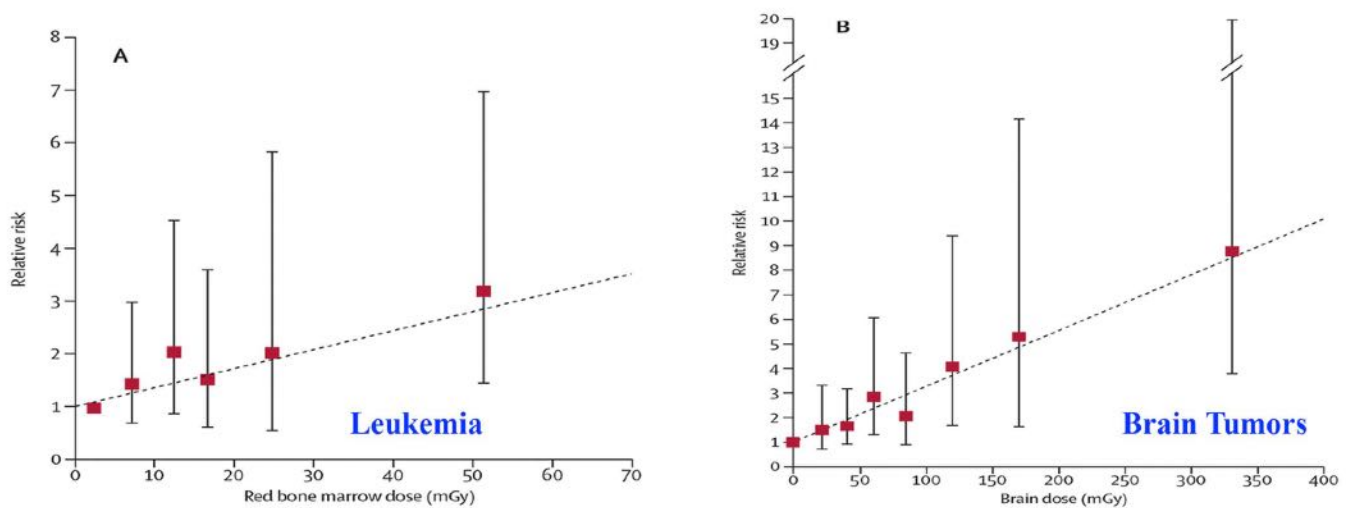 A
Relative risk
8
7
6
5
4
3
2
1
0
0 10 20 30 40 50 60 70
Red bone marrow dose (mGy)
Leukemia
B
Relative risk
20
19
15
14
13
12
11
10
9
8
7
6
5
4
3
2
1
0
0 50 100 150 200 250 300 350 400
Brain dose (mGy)
Brain Tumors